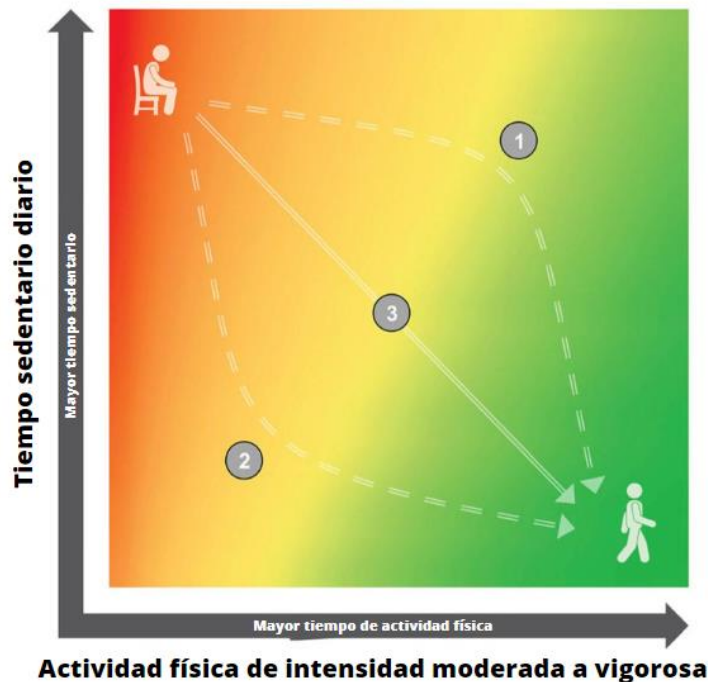 Tiempo sedentario diario
Mayor tiempo sedentario
1
3
2
Mayor tiempo de actividad física
Actividad física de intensidad moderada a vigorosa